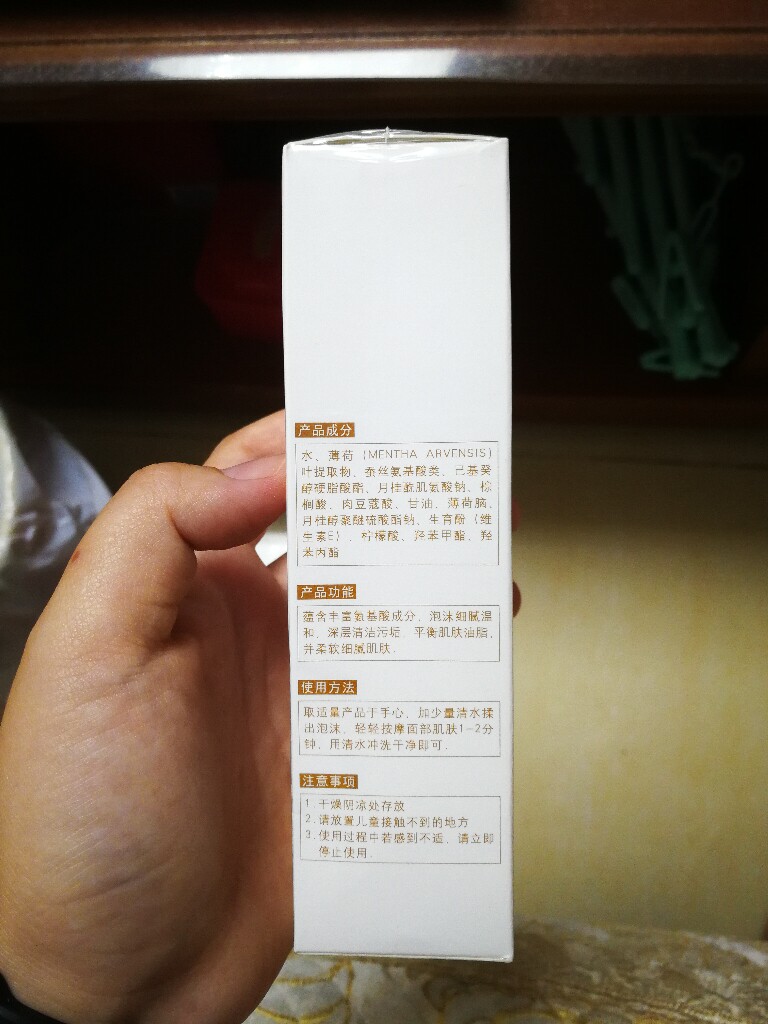 产品成分
水、薄荷（MENTHA ARVENSIS）
叶提取物、蚕丝氨基酸类、己基癸
醇硬脂酸酯、月桂酰肌氨酸钠、棕
榈酸、肉豆蔻酸、甘油、薄荷脑、
月桂醇聚醚硫酸酯钠、生育酚（维
生素E）、柠檬酸、羟苯甲酯、羟
苯丙酯
产品功能
蕴含丰富氨基酸成分，泡沫细腻温
和，深层清洁污垢，平衡肌肤油脂，
并柔软细腻肌肤.
使用方法
取适量产品于手心，加少量清水揉
出泡沫，轻轻按摩面部肌肤1-2分
钟，用清水冲洗干净即可.
注意事项
1.干燥阴凉处存放
2.请放置儿童接触不到的地方
3.使用过程中若感到不适，请立即
停止使用.